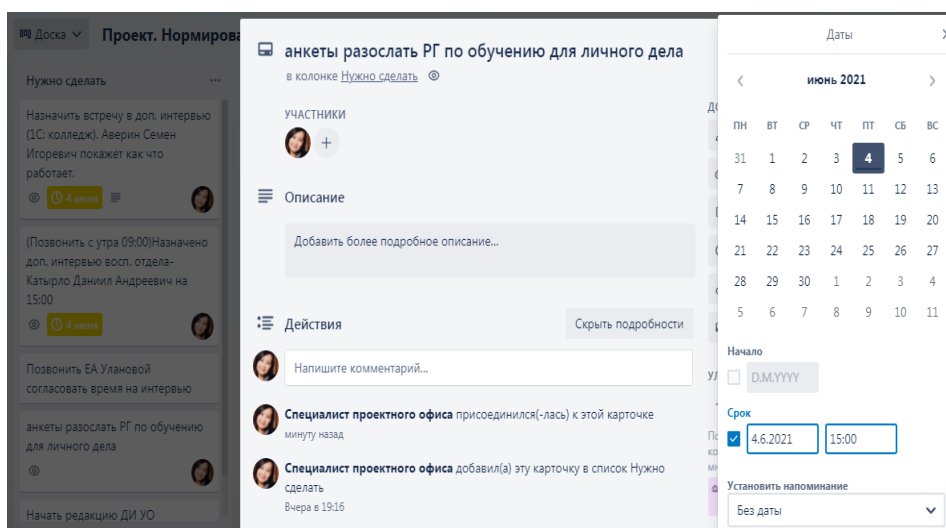 Доска
Проект. Нормирова
Нужно сделать
Назначить встречу в доп. интервью
(1С: колледж). Аверин Семен
Игоревич покажет как что
работает.
4 июня
(Позвонить с утра 09:00)Назначено
доп. интервью восп. отдела-
Катырло Даниил Андреевич на
15:00
4 июня
Позвонить ЕА Улановой
согласовать время на интервью
анкеты разослать РГ по обучению
для личного дела
Начать редакцию ДИ УО
анкеты разослать РГ по обучению для личного дела
в колонке Нужно сделать
УЧАСТНИКИ
Описание
Добавить более подробное описание...
Действия
Скрыть подробности
Напишите комментарий...
Специалист проектного офиса присоединился(-лась) к этой карточке
минуту назад
Специалист проектного офиса добавил(а) эту карточку в список Нужно
сделать
Вчера в 19:16
Даты
июнь 2021
ПН ВТ СР ЧТ ПТ СБ ВС
31 1 2 3 4 5 6
7 8 9 10 11 12 13
14 15 16 17 18 19 20
21 22 23 24 25 26 27
28 29 30 1 2 3 4
5 6 7 8 9 10 11
Начало
D.M.YYYY
Срок
4.6.2021 15:00
Установить напоминание
Без даты